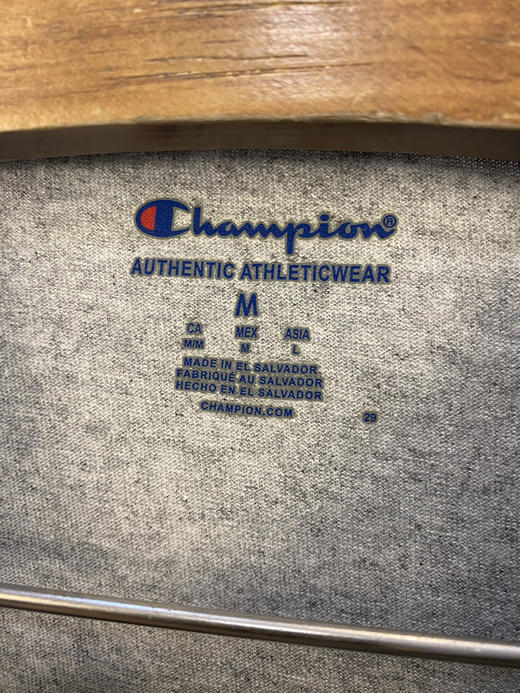 Champion®
AUTHENTIC ATHLETICWEAR
M
CA MEX ASIA
M/M M L
MADE IN EL SALVADOR
FABRIQUÉ AU SALVADOR
HECHO EN EL SALVADOR
CHAMPION.COM 29